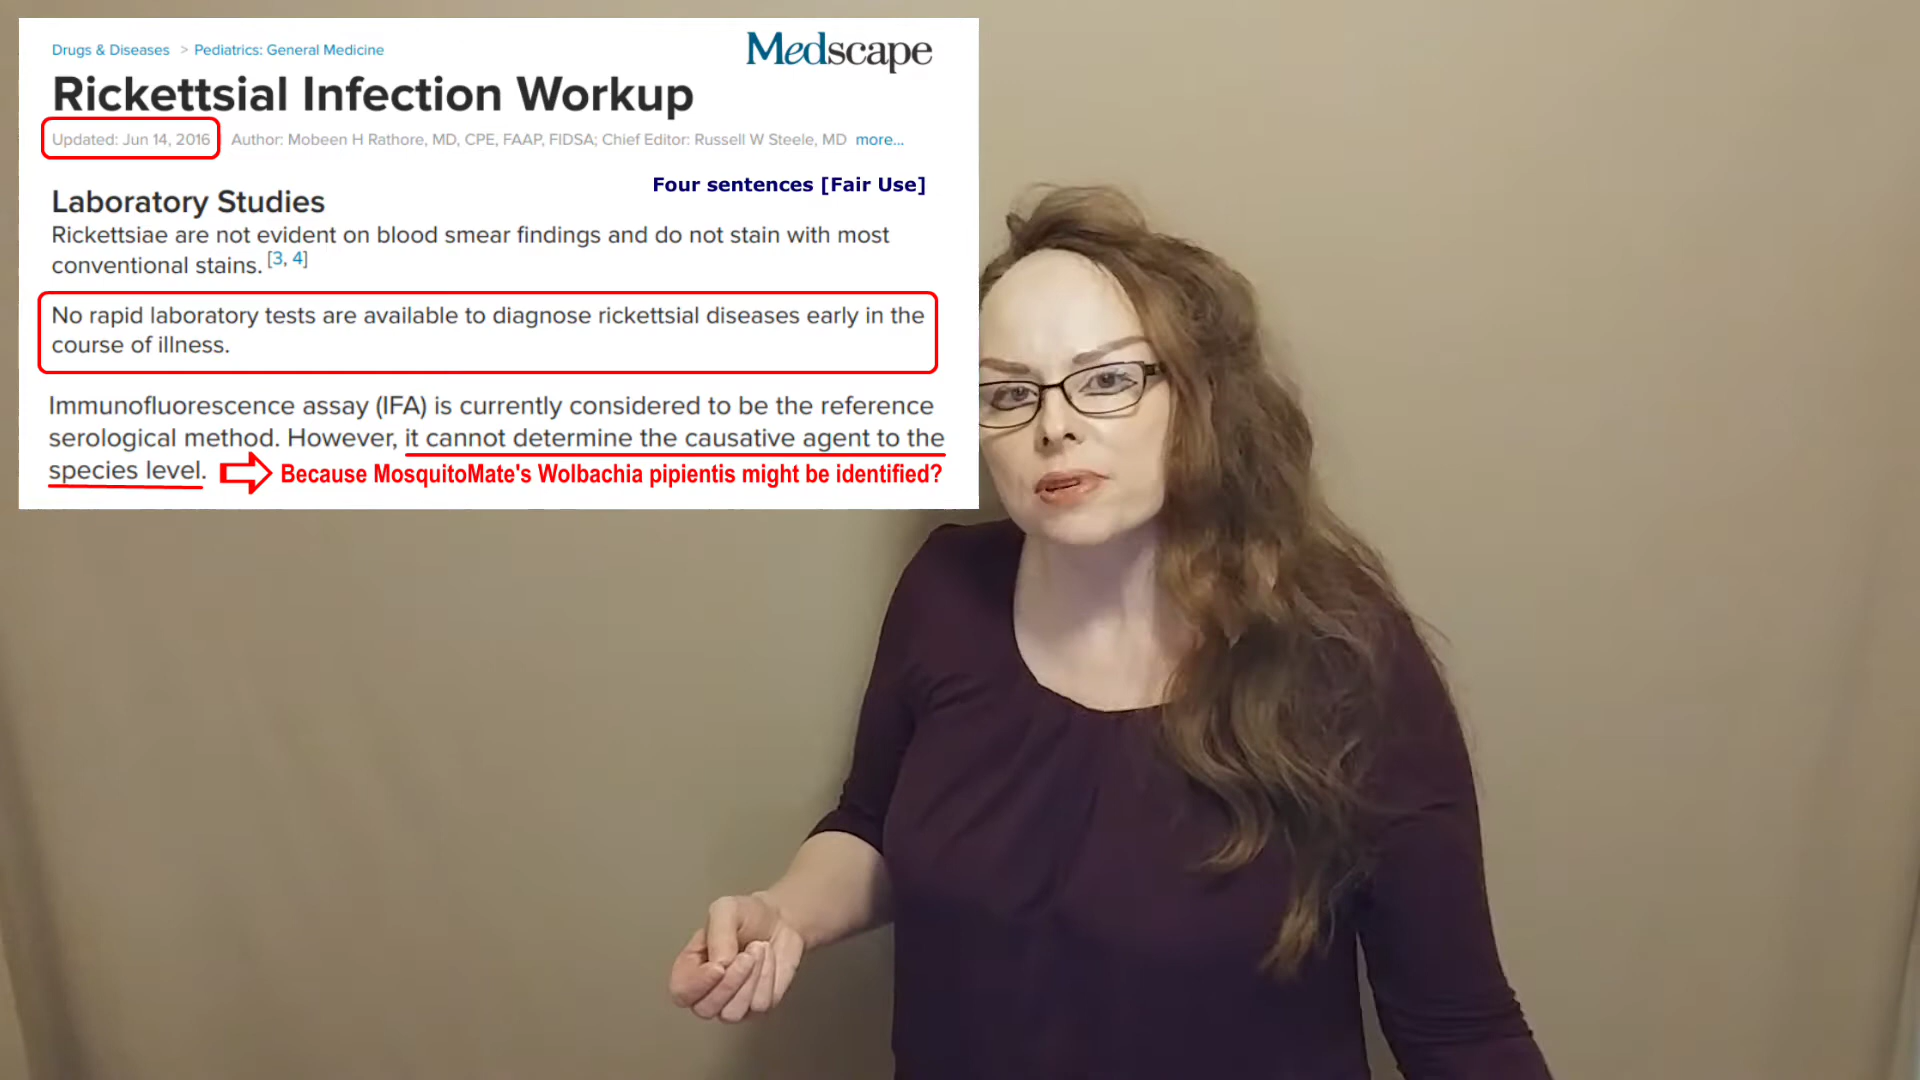 Drugs & Diseases > Pediatrics: General Medicine
Medscape
Rickettsial Infection Workup
Updated: Jun 14, 2016 Author: Mobeen H Rathore, MD, CPE, FAAP, FIDSA; Chief Editor: Russell W Steele, MD more...
Four sentences [Fair Use]
Laboratory Studies
Rickettsiae are not evident on blood smear findings and do not stain with most
conventional stains. [3, 4]
No rapid laboratory tests are available to diagnose rickettsial diseases early in the
course of illness.
Immunofluorescence assay (IFA) is currently considered to be the reference
serological method. However, it cannot determine the causative agent to the
species level. Because MosquitoMate's Wolbachia pipientis might be identified?